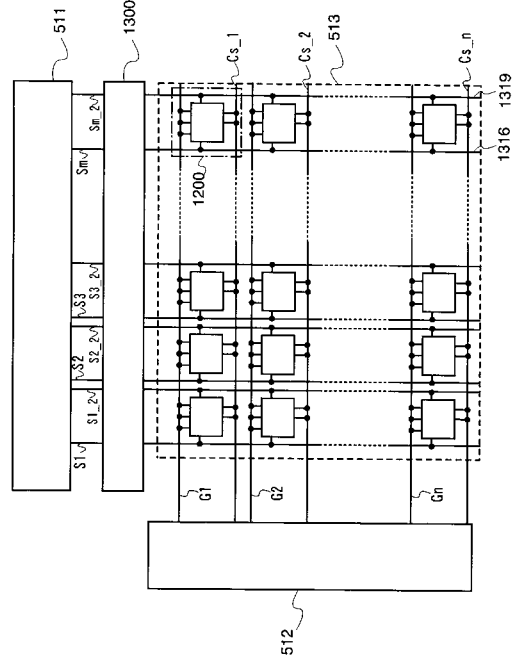 511
1300
S1
S1_2
S2
S2_2
S3
S3_2
Sm
Sm_2
Cs_1
Cs_2
513
Cs_n
1200
1319
1316
G1
G2
Gn
512